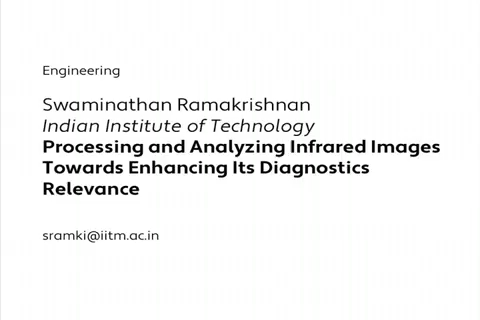 Engineering
Swaminathan Ramakrishnan
Indian Institute of Technology
Processing and Analyzing Infrared Images
Towards Enhancing Its Diagnostics
Relevance
sramki@iitm.ac.in